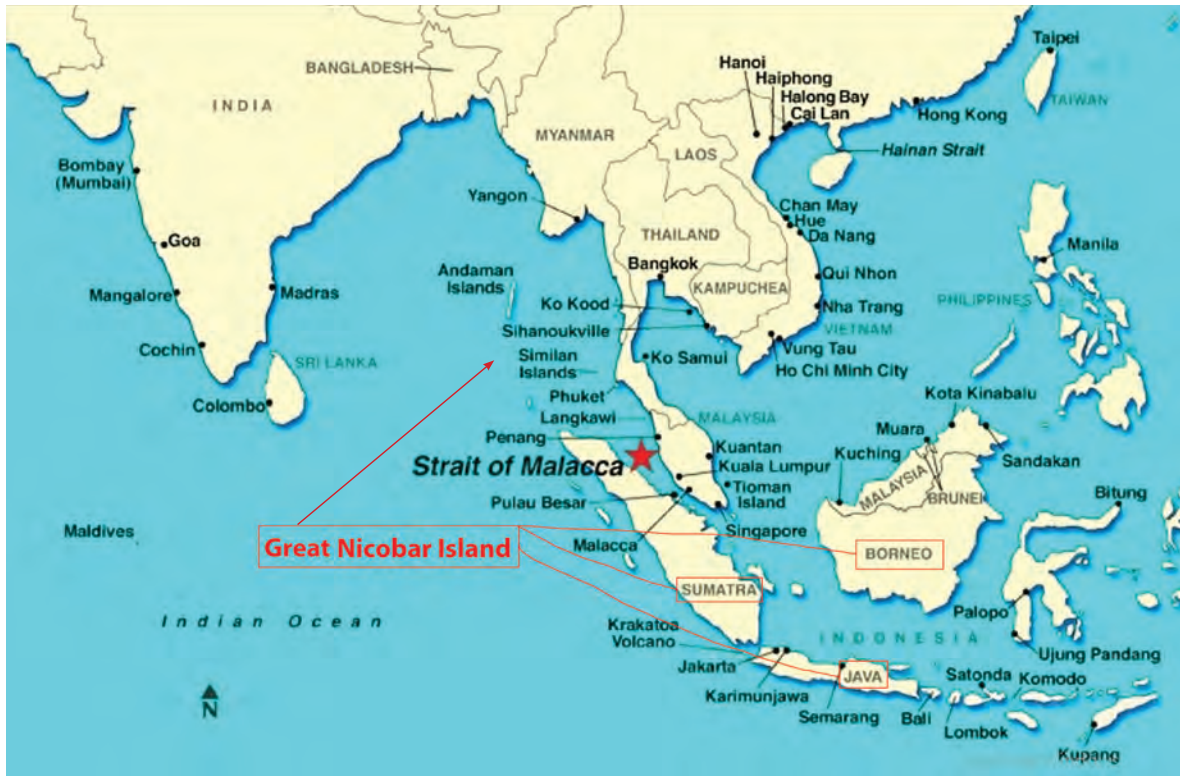 Taipei
TAIWAN
Hanoi
Haiphong
Halong Bay
Cai Lan
Hong Kong
Hainan Strait
BANGLADESH
INDIA
MYANMAR
LAOS
Bombay
(Mumbai)
Yangon
Chan May
Hue
Da Nang
THAILAND
Goa
Manila
Bangkok
Andaman
Islands
Qui Nhon
KAMPUCHEA
Mangalore
Madras
Ko Kood
Nha Trang
PHILIPPINES
Sihanoukville
VIETNAM
Cochin
Vung Tau
SRI LANKA
Similan
Islands
Ko Samui
Ho Chi Minh City
Phuket
Colombo
Kota Kinabalu
Langkawi
MALAYSIA
Penang
Muara
Kuantan
Kuching
Sandakan
Strait of Malacca
Kuala Lumpur
MALAYSIA
Tioman
Island
BRUNEI
Bitung
Pulau Besar
Maldives
Singapore
Malacca
Great Nicobar Island
BORNEO
SUMATRA
Palopo
Indian Ocean
Krakatoa
Volcano
INDONESIA
Ujung Pandang
Jakarta
JAVA
Satonda
Komodo
Karimunjawa
N
Semarang
Bali
Lombok
Kupang